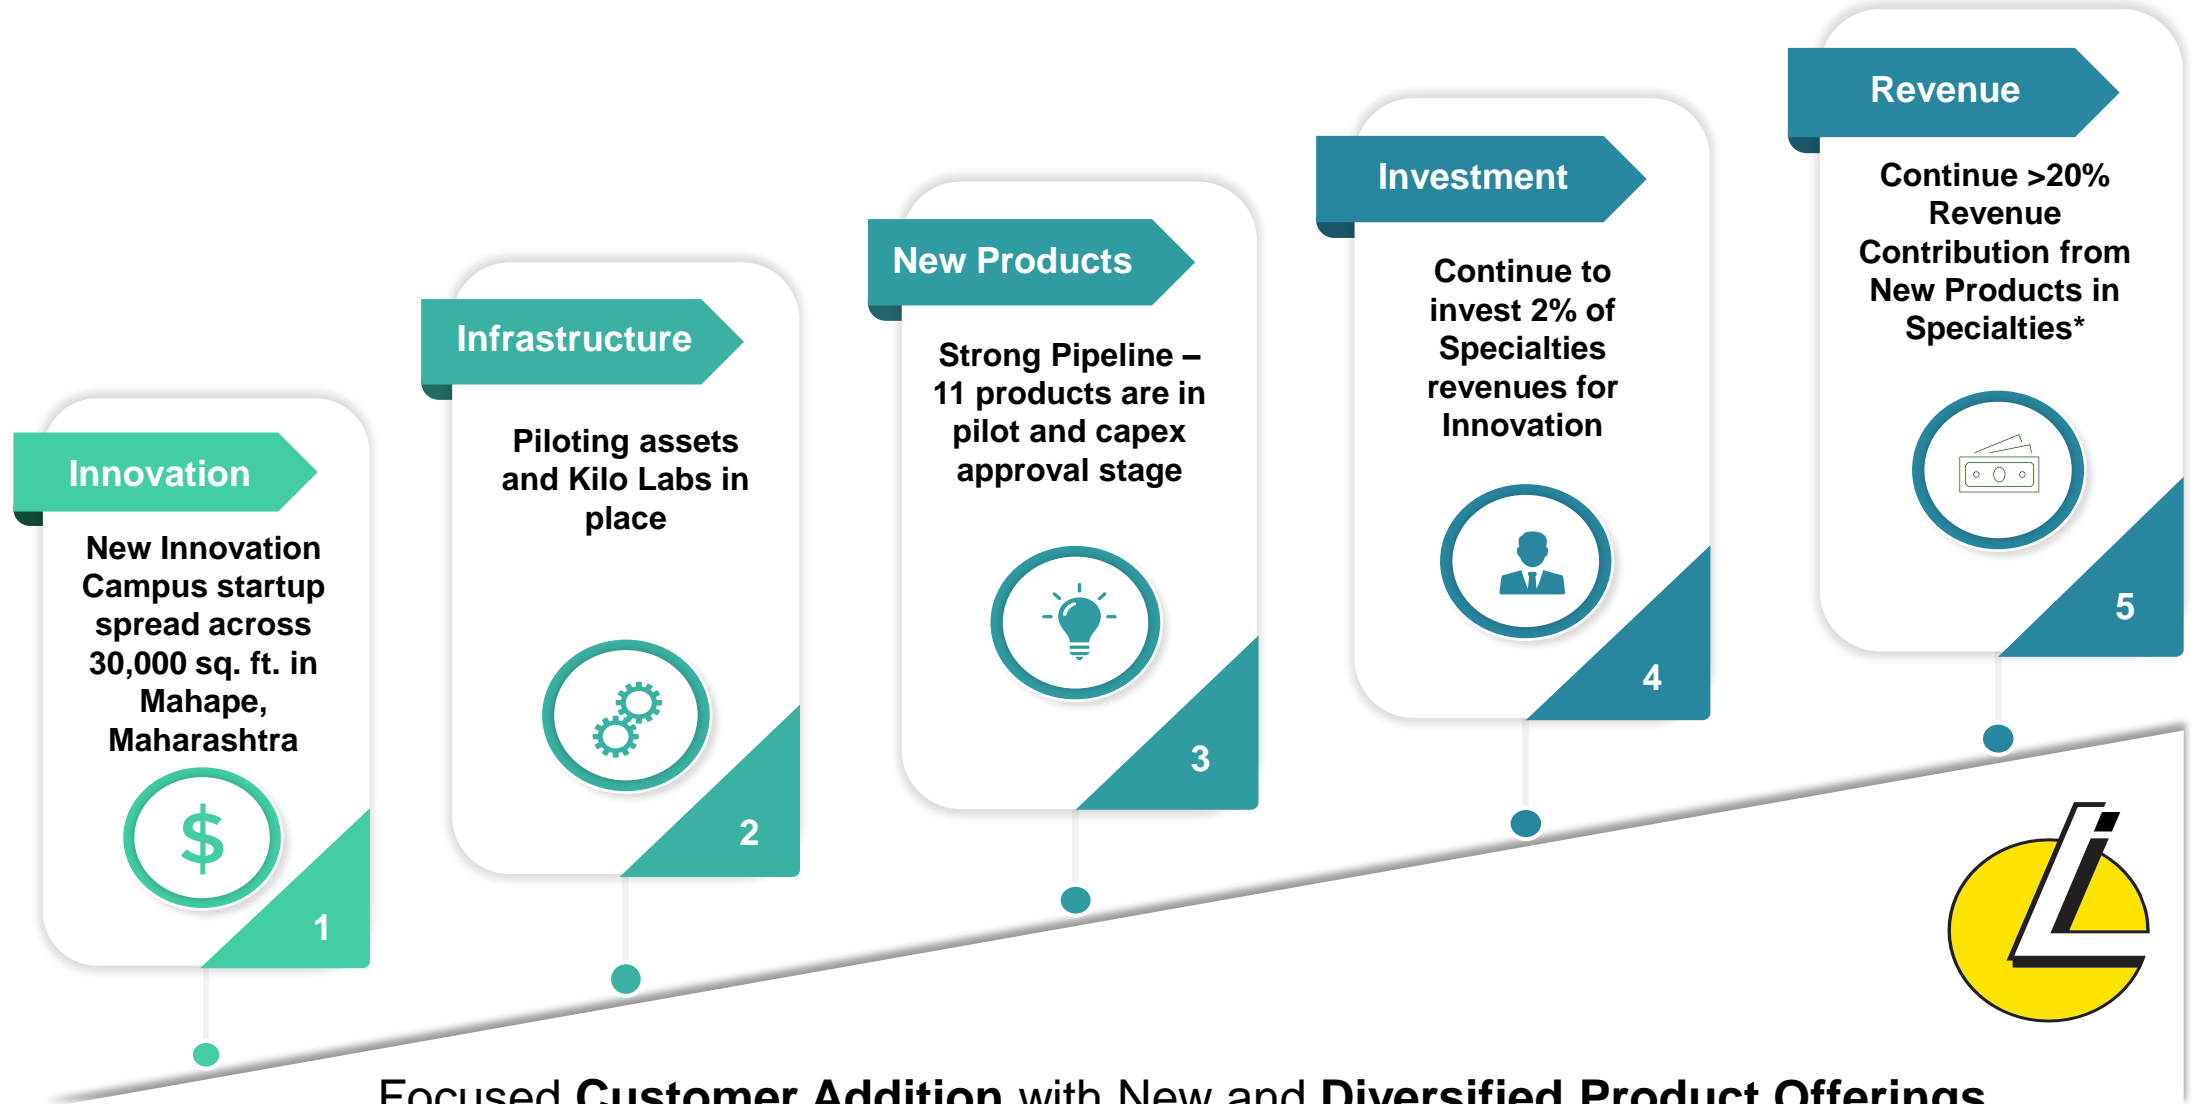 Innovation
New Innovation
Campus startup
spread across
30,000 sq. ft. in
Mahape,
Maharashtra
$
1
Infrastructure
Piloting assets
and Kilo Labs in
place
2
New Products
Strong Pipeline –
11 products are in
pilot and capex
approval stage
3
Investment
Continue to
invest 2% of
Specialties
revenues for
Innovation
4
Revenue
Continue >20%
Revenue
Contribution from
New Products in
Specialties*
5
Focused Customer Addition with New and Diversified Product Offerings